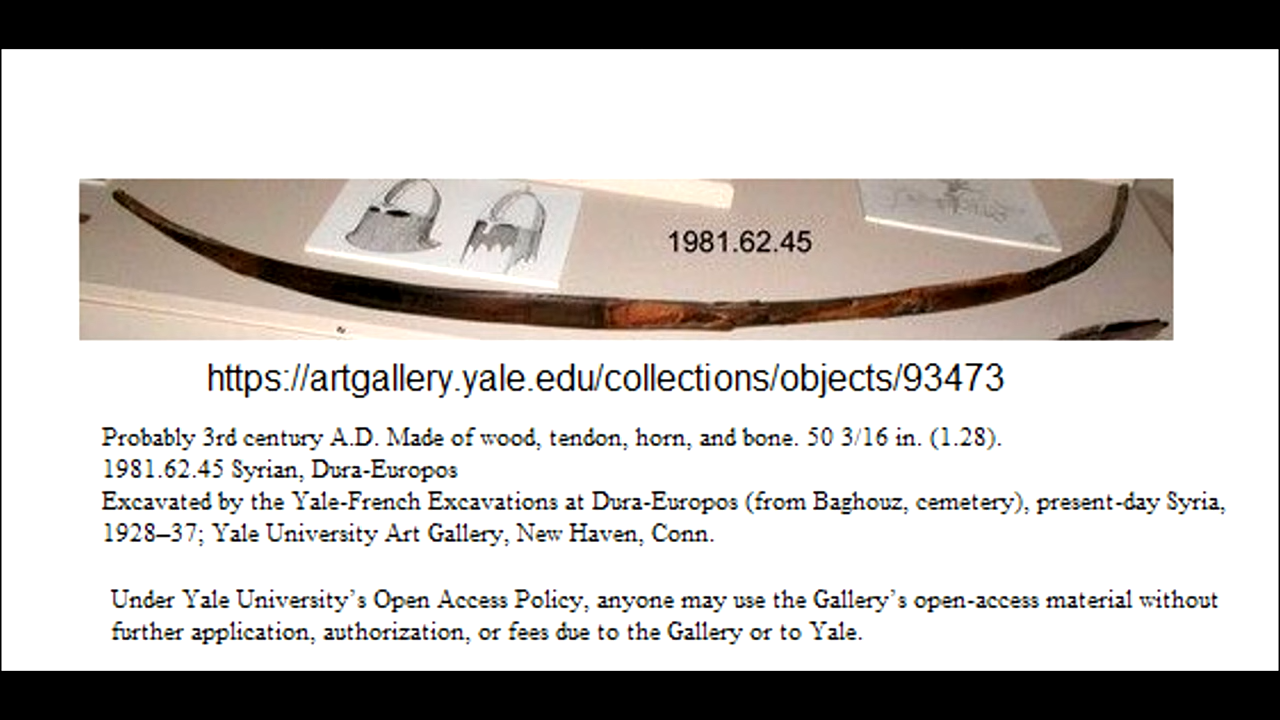 1981.62.45
https://artgallery.yale.edu/collections/objects/93473
Probably 3rd century A.D. Made of wood, tendon, horn, and bone. 50 3/16 in. (1.28).
1981.62.45 Syrian, Dura-Europos
Excavated by the Yale-French Excavations at Dura-Europos (from Baghouz, cemetery), present-day Syria,
1928–37; Yale University Art Gallery, New Haven, Conn.
Under Yale University’s Open Access Policy, anyone may use the Gallery’s open-access material without
further application, authorization, or fees due to the Gallery or to Yale.